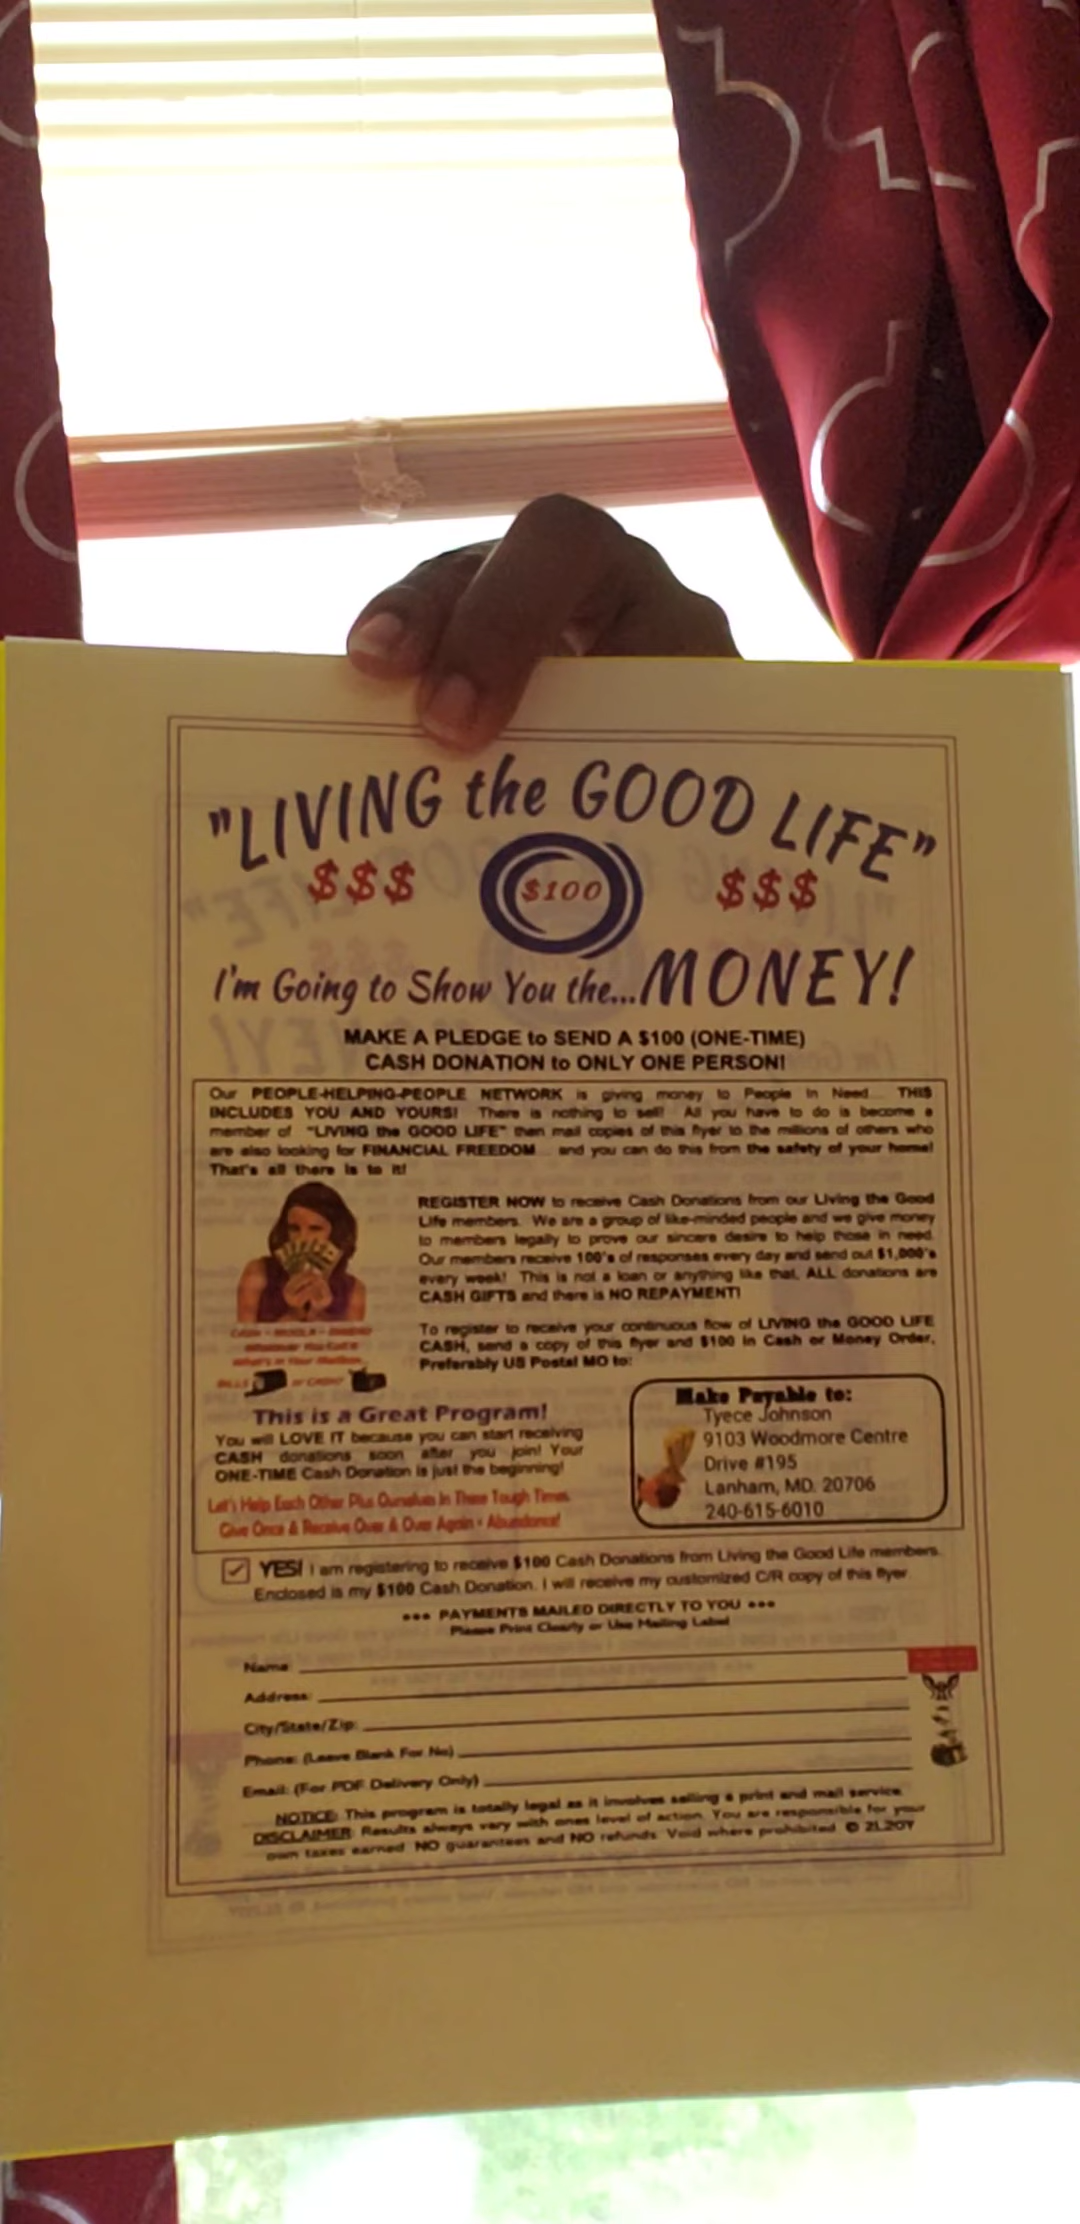 "LIVING the GOOD LIFE"
$$$ $100 $$$
I'm Going to Show You the...MONEY!
MAKE A PLEDGE to SEND A $100 (ONE-TIME)
CASH DONATION to ONLY ONE PERSON!
Our PEOPLE-HELPING-PEOPLE NETWORK is giving money to People In Need... THIS
INCLUDES YOU AND YOURS! There is nothing to sell! All you have to do is become a
member of "LIVING the GOOD LIFE" then mail copies of this flyer to the millions of others who
are also looking for FINANCIAL FREEDOM... and you can do this from the safety of your home!
That's all there is to it!
REGISTER NOW to receive Cash Donations from our Living the Good
Life members. We are a group of like-minded people and we give money
to members legally to prove our sincere desire to help those in need.
Our members receive 100's of responses every day and send out $1,000's
every week! This is not a loan or anything like that, ALL donations are
CASH GIFTS and there is NO REPAYMENT!
To register to receive your continuous flow of LIVING the GOOD LIFE
CASH, send a copy of this flyer and $100 in Cash or Money Order,
Preferably US Postal MO to:
Whatever You Call It
What's in Your Mailbox
BILLS or CASH?
This is a Great Program!
You will LOVE IT because you can start receiving
CASH donations soon after you join! Your
ONE-TIME Cash Donation is just the beginning!
Let's Help Each Other Plus Ourselves In These Tough Times.
Give Once & Receive Over & Over Again - Abundance!
Make Payable to:
Tyece Johnson
9103 Woodmore Centre
Drive #195
Lanham, MD. 20706
240-615-6010
YES! I am registering to receive $100 Cash Donations from Living the Good Life members.
Enclosed is my $100 Cash Donation. I will receive my customized C/R copy of this flyer.
*** PAYMENTS MAILED DIRECTLY TO YOU ***
Please Print Clearly or Use Mailing Label
Name:
Address:
City/State/Zip:
Phone: (Leave Blank For No)
Email: (For PDF Delivery Only)
NOTICE: This program is totally legal as it involves selling a print and mail service.
DISCLAIMER: Results always vary with ones level of action. You are responsible for your
own taxes earned. NO guarantees and NO refunds. Void where prohibited. © 2L2OY